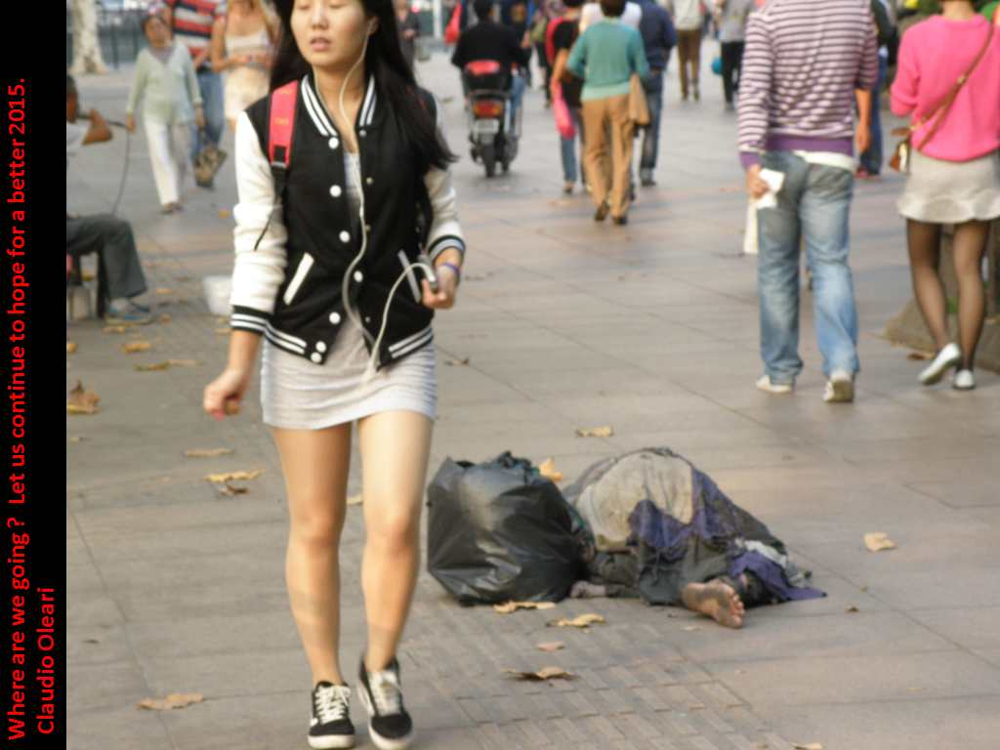 Where are we going ?  Let us continue to hope for a better 2015.
Claudio Oleari